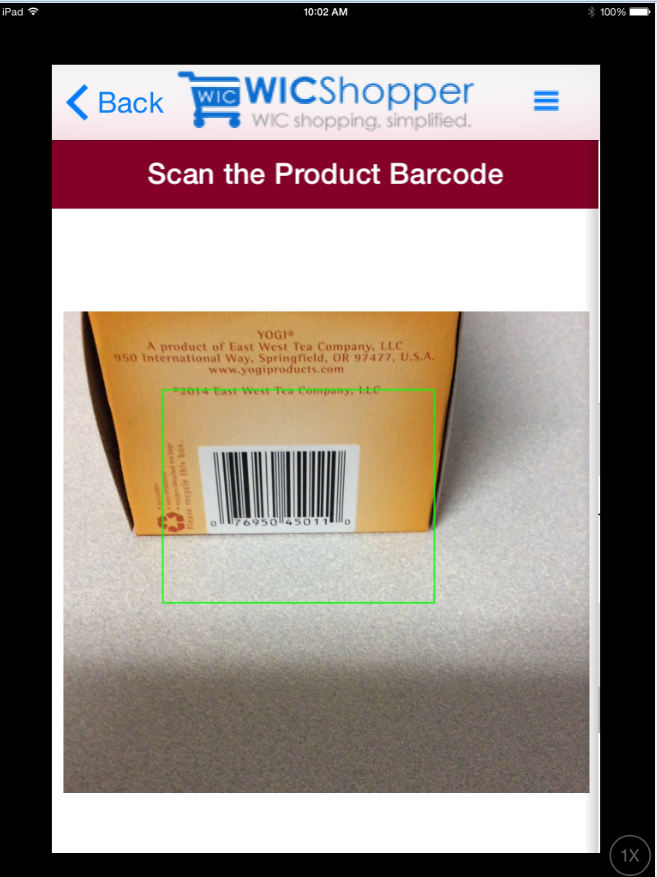 iPad 10:02 AM 100%
Back WIC WICShopper
WIC shopping, simplified.
Scan the Product Barcode
YOGI®
A product of East West Tea Company, LLC
950 International Way, Springfield, OR 97477, U.S.A.
www.yogiproducts.com
©2014 East West Tea Company, LLC
Please recycle this box.
0 76950 45011 0
1X